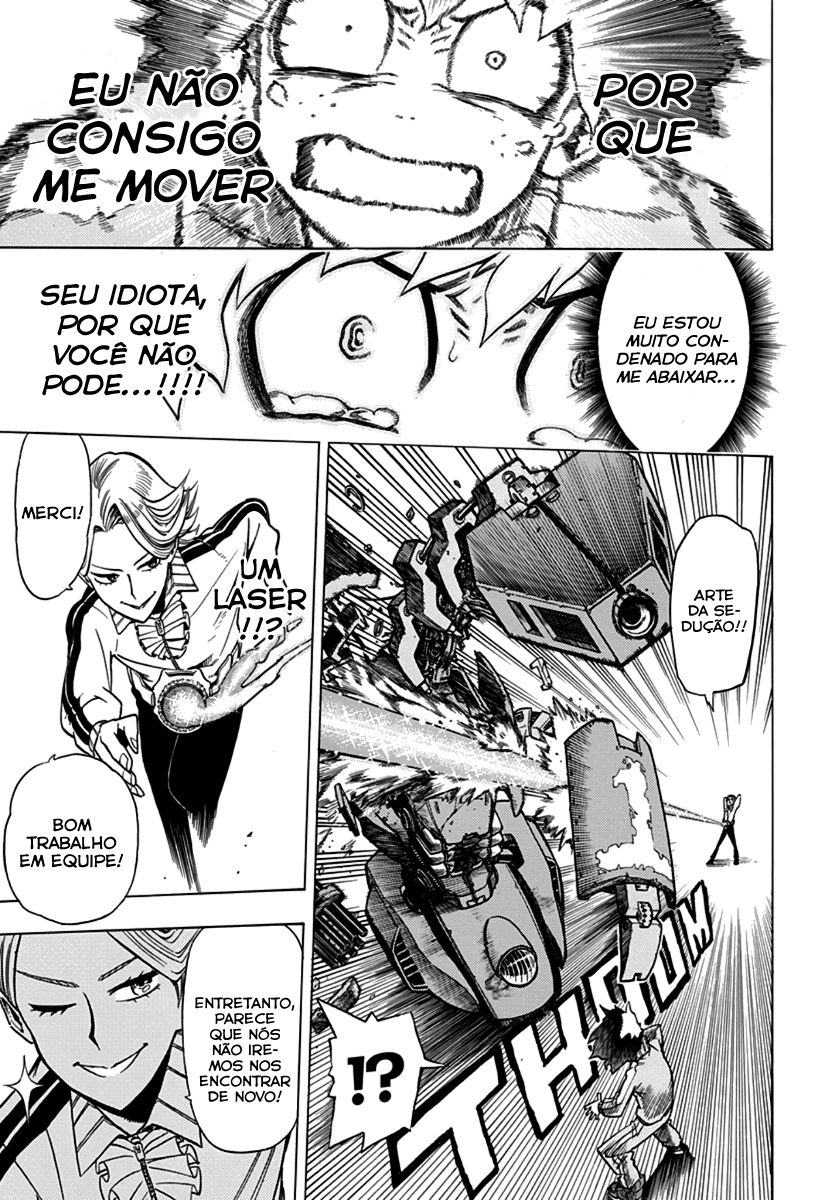 POR
QUE
EU NÃO
CONSIGO
ME MOVER
EU ESTOU
MUITO CON-
DENADO PARA
ME ABAIXAR...
SEU IDIOTA,
POR QUE
VOCÊ NÃO
PODE...!!!!
ARTE
DA SE-
DUÇÃO!!
THOOM
!?
UM
LASER
!!?
MERCI!
BOM
TRABALHO
EM EQUIPE!
ENTRETANTO,
PARECE
QUE NÓS
NÃO IRE-
MOS NOS
ENCONTRAR
DE NOVO!